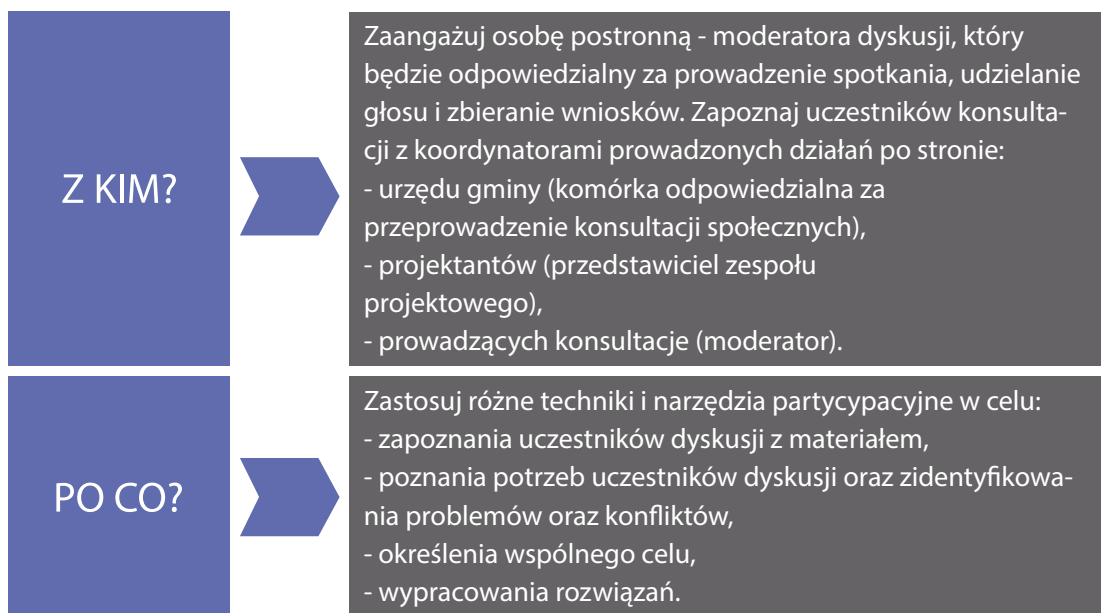 Z KIM?
Zaangażuj osobę postronną - moderatora dyskusji, który
będzie odpowiedzialny za prowadzenie spotkania, udzielanie
głosu i zbieranie wniosków. Zapoznaj uczestników konsulta-
cji z koordynatorami prowadzonych działań po stronie:
- urzędu gminy (komórka odpowiedzialna za
przeprowadzenie konsultacji społecznych),
- projektantów (przedstawiciel zespołu
projektowego),
- prowadzących konsultacje (moderator).
PO CO?
Zastosuj różne techniki i narzędzia partycypacyjne w celu:
- zapoznania uczestników dyskusji z materiałem,
- poznania potrzeb uczestników dyskusji oraz zidentyfikowa-
nia problemów oraz konfliktów,
- określenia wspólnego celu,
- wypracowania rozwiązań.